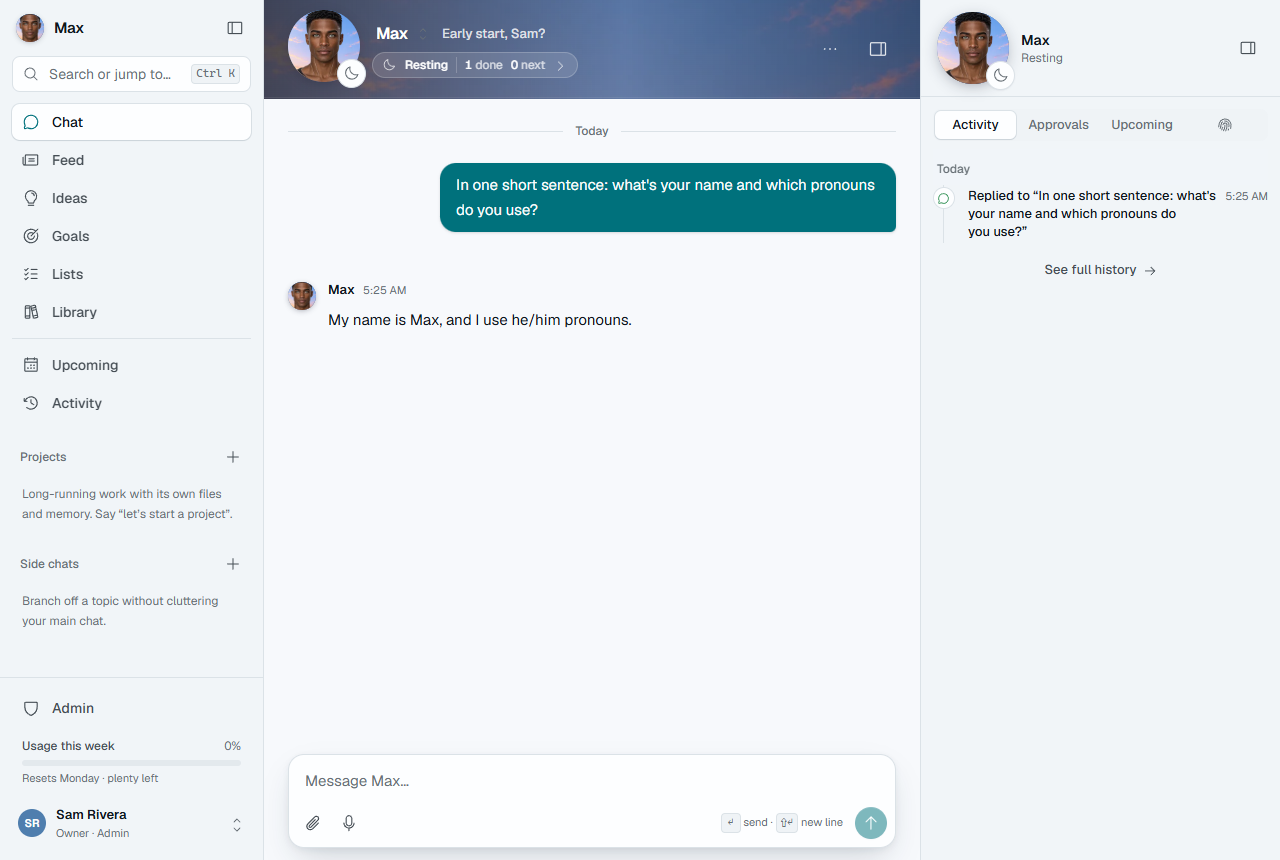 Max
Search or jump to...
Ctrl K
Chat
Feed
Ideas
Goals
Lists
Library
Upcoming
Activity
Projects
Long-running work with its own files
and memory. Say “let's start a project”.
Side chats
Branch off a topic without cluttering
your main chat.
Admin
Usage this week
0%
Resets Monday · plenty left
SR
Sam Rivera
Owner · Admin
Max
Early start, Sam?
Resting
1 done 0 next
Today
In one short sentence: what's your name and which pronouns
do you use?
Max 5:25 AM
My name is Max, and I use he/him pronouns.
Message Max...
send · new line
Max
Resting
Activity
Approvals
Upcoming
Today
Replied to “In one short sentence: what's
your name and which pronouns do
you use?”
5:25 AM
See full history